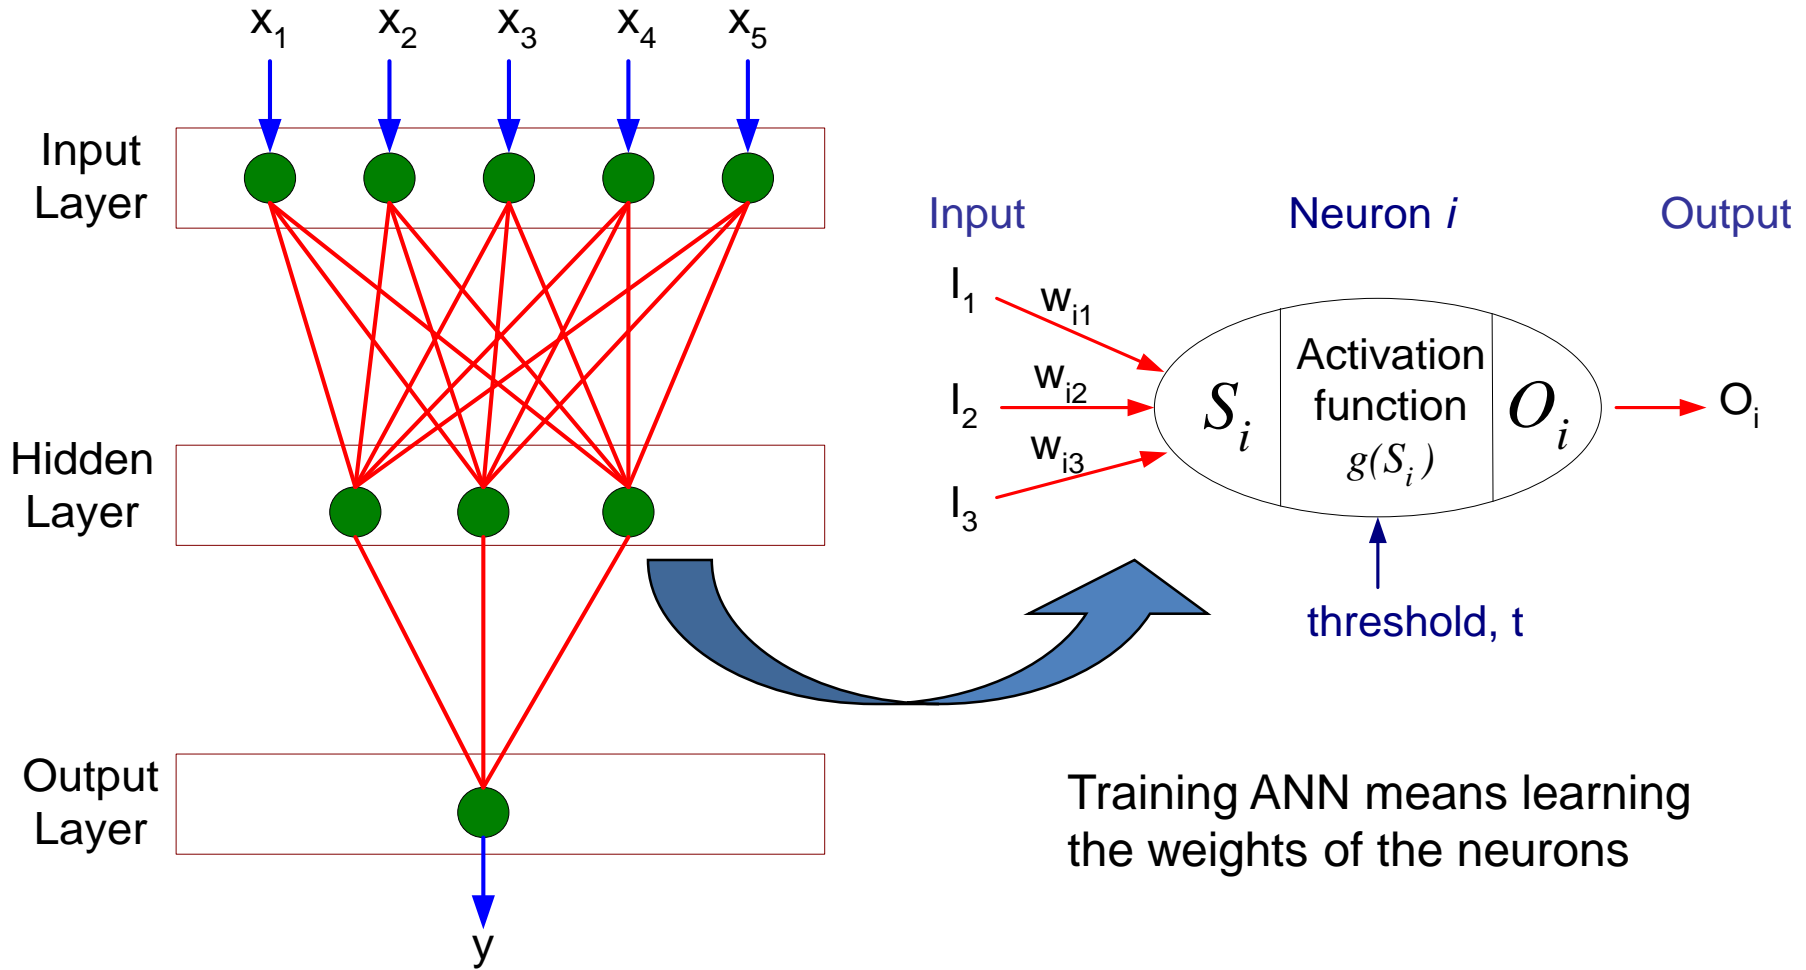 x1 x2 x3 x4 x5
Input
Layer
Hidden
Layer
Output
Layer
y
Input Neuron i Output
I1 wi1
I2 wi2
I3 wi3
Si
Activation
function
g(Si)
Oi
Oi
threshold, t
Training ANN means learning
the weights of the neurons